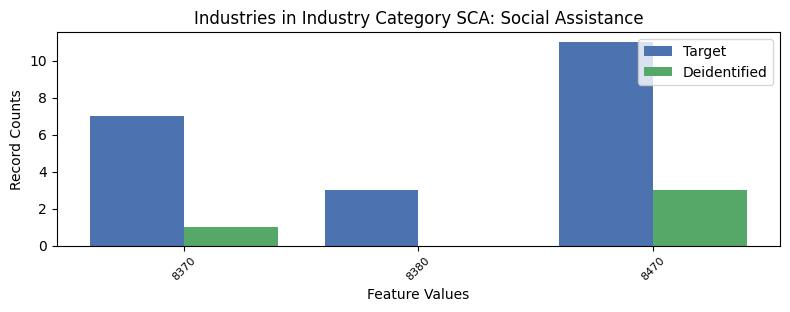 Industries in Industry Category SCA: Social Assistance
Target
Deidentified
Record Counts
10
8
6
4
2
0
8370
8380
8470
Feature Values